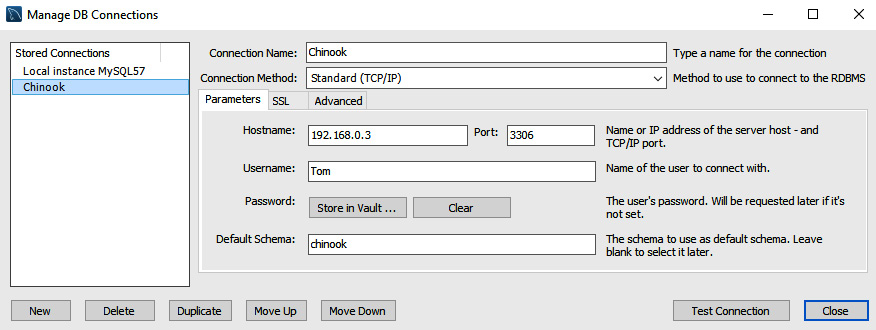 Manage DB Connections
Stored Connections
Local instance MySQL57
Chinook
Connection Name: Chinook Type a name for the connection
Connection Method: Standard (TCP/IP) Method to use to connect to the RDBMS
Parameters SSL Advanced
Hostname: 192.168.0.3 Port: 3306 Name or IP address of the server host - and
TCP/IP port.
Username: Tom Name of the user to connect with.
Password: Store in Vault ... Clear The user's password. Will be requested later if it's
not set.
Default Schema: chinook The schema to use as default schema. Leave
blank to select it later.
New Delete Duplicate Move Up Move Down Test Connection Close